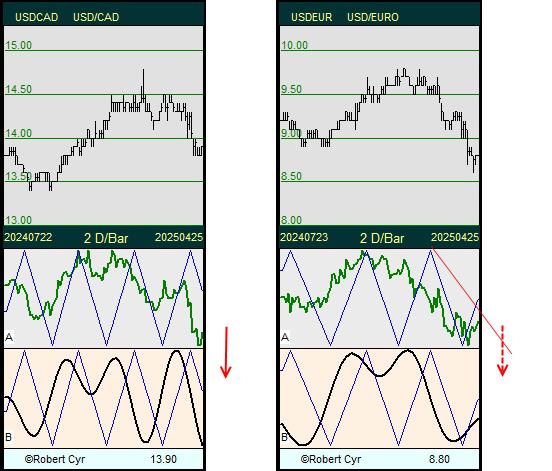 USDCAD USD/CAD
15.00
14.50
14.00
13.50
13.00
20240722 2 D/Bar 20250425
A
B
©Robert Cyr 13.90
USDEUR USD/EURO
10.00
9.50
9.00
8.50
8.00
20240723 2 D/Bar 20250425
A
B
©Robert Cyr 8.80